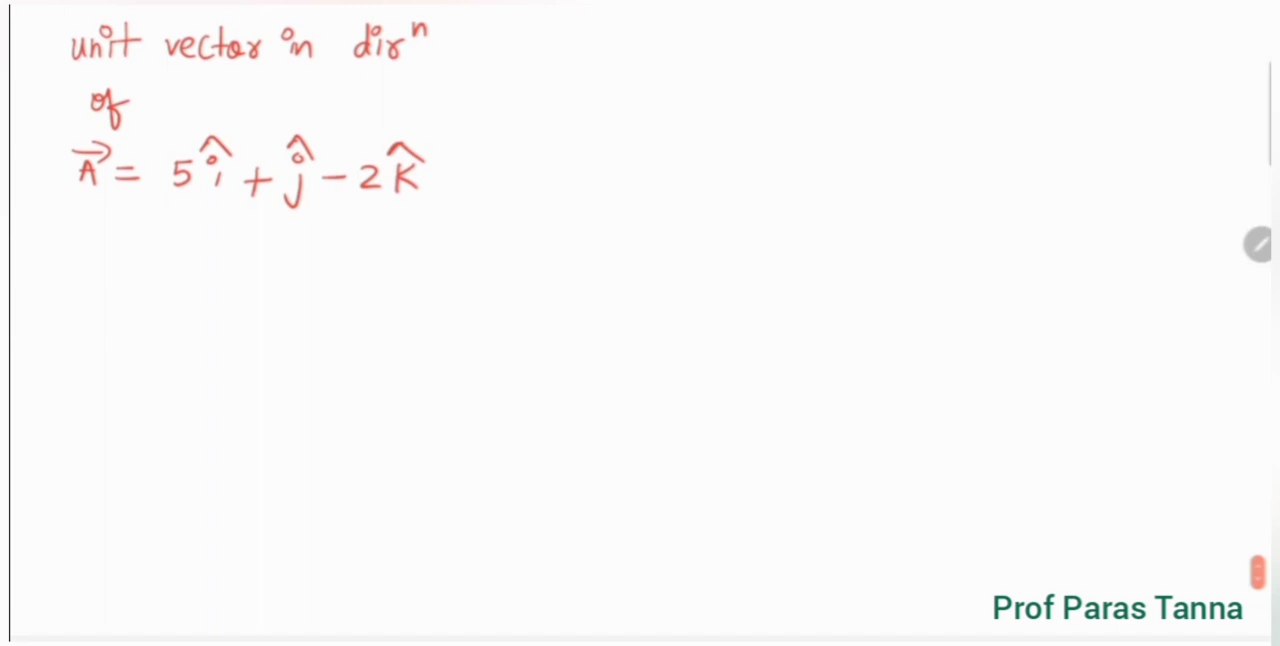 unit vector in dirⁿ
of
A⃗ = 5î + ĵ - 2K̂
Prof Paras Tanna